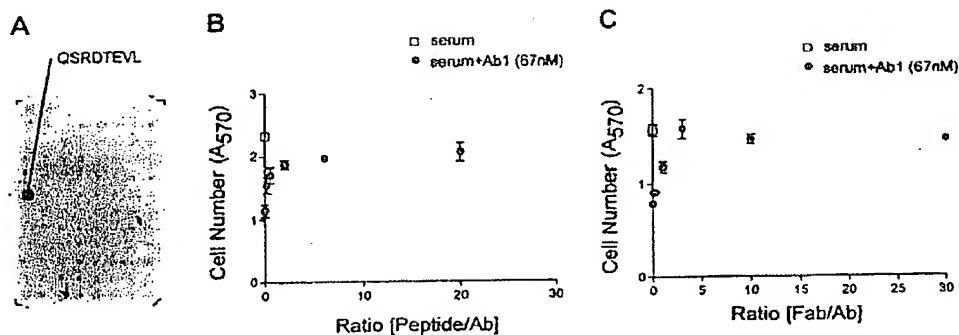 A
QSRDTEVL
B
□ serum
○ serum+Ab1 (67nM)
Cell Number (A570)
3
2
1
0
0 10 20 30
Ratio [Peptide/Ab]
C
□ serum
○ serum+Ab1 (67nM)
Cell Number (A570)
2
1
0
0 5 10 15 20 25 30
Ratio [Fab/Ab]